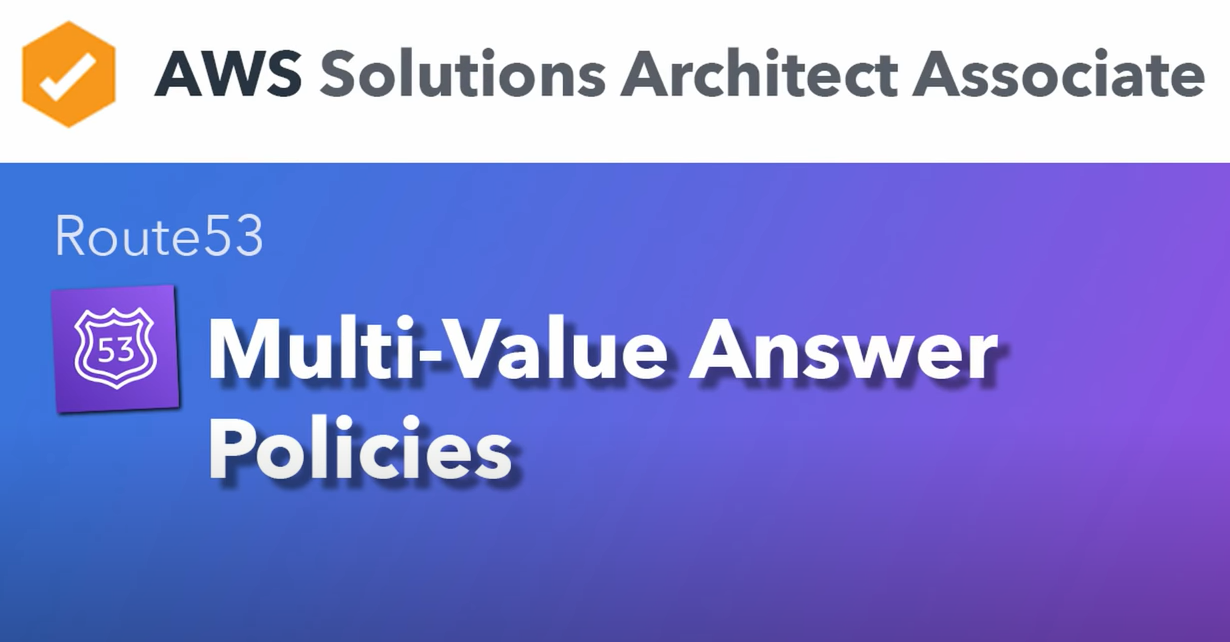 AWS Solutions Architect Associate
Route53
53
Multi-Value Answer
Policies